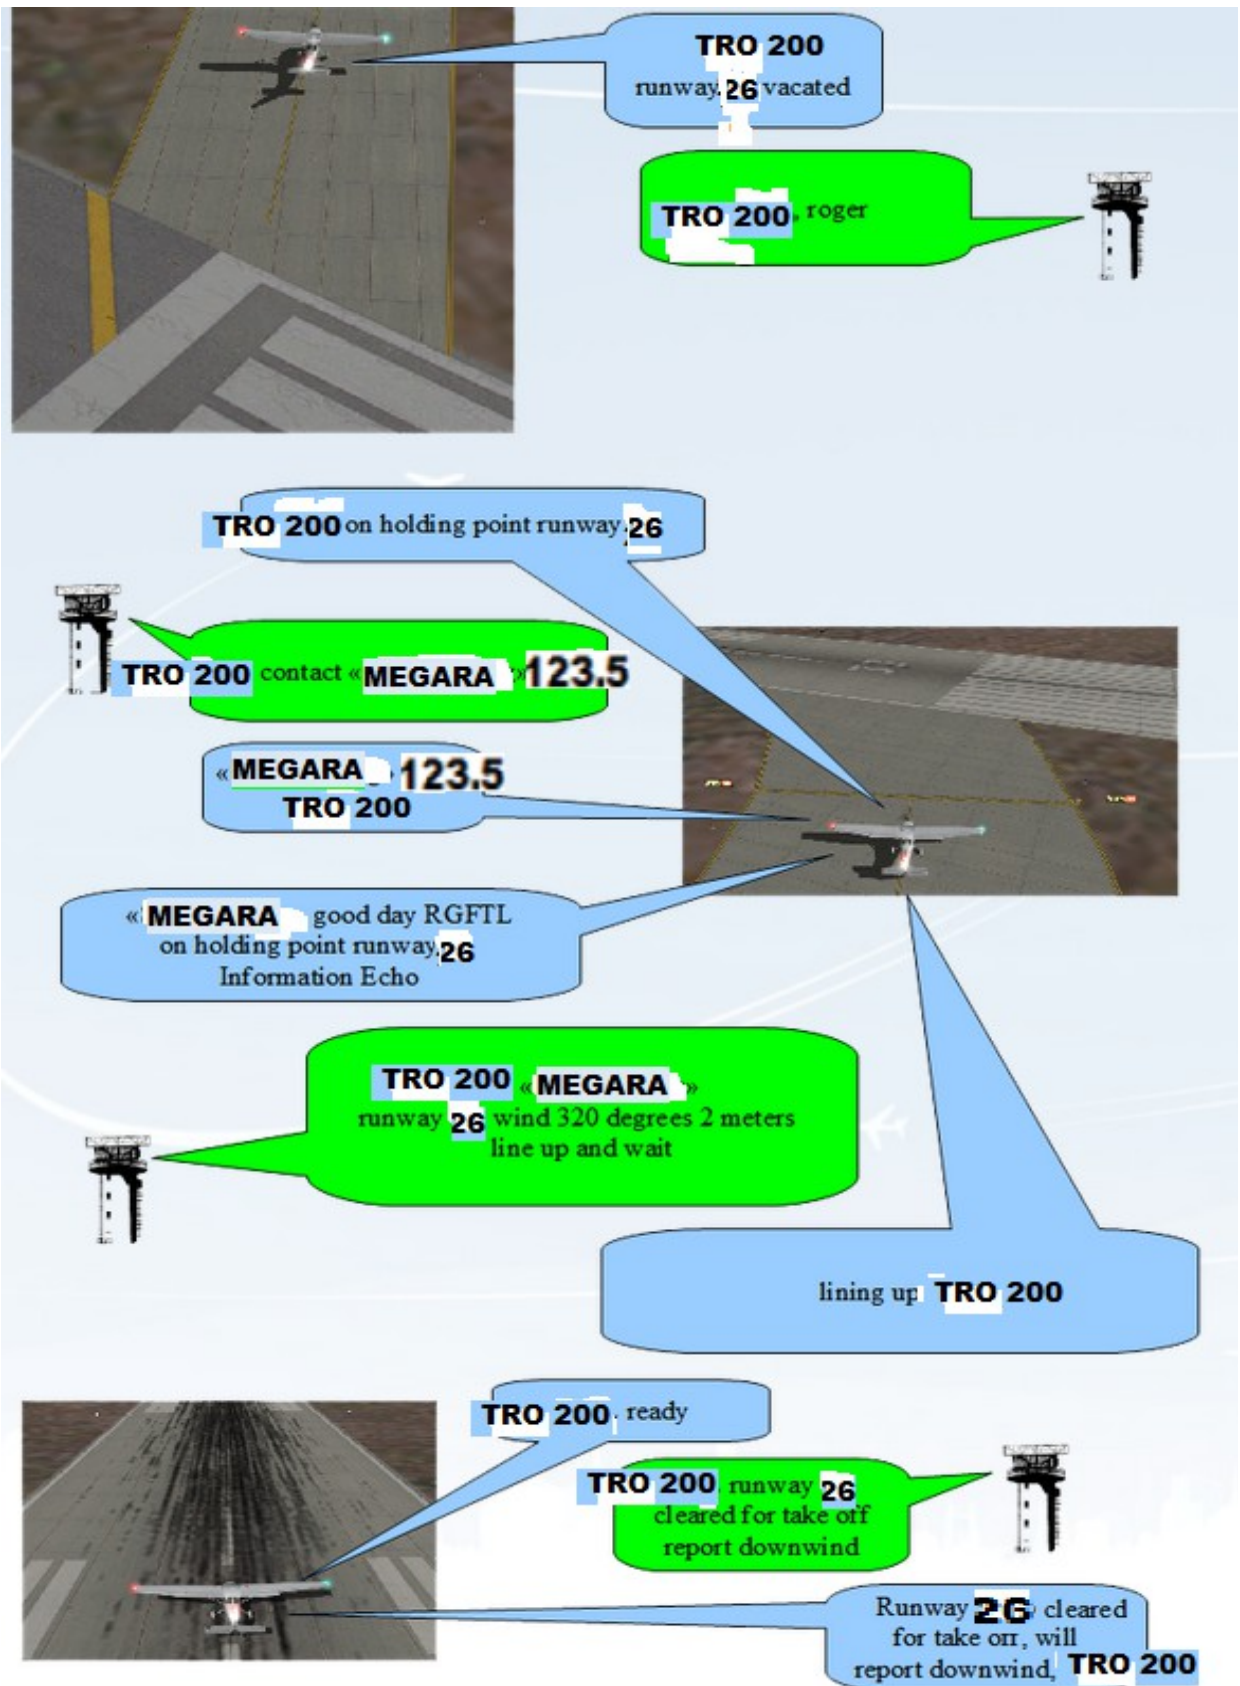 TRO 200
runway 26 vacated
TRO 200, roger
TRO 200 on holding point runway 26
TRO 200 contact «MEGARA» 123.5
«MEGARA 123.5
TRO 200
«MEGARA good day RGFTL
on holding point runway 26
Information Echo
TRO 200 «MEGARA»
runway 26 wind 320 degrees 2 meters
line up and wait
lining up TRO 200
TRO 200, ready
TRO 200 runway 26
cleared for take off
report downwind
Runway 26, cleared
for take off, will
report downwind, TRO 200